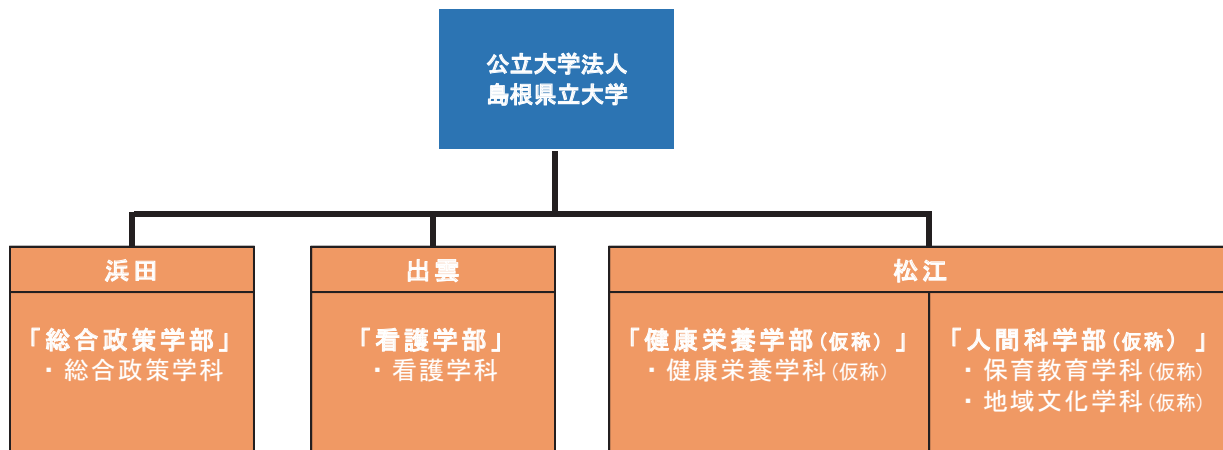 公立大学法人
島根県立大学
浜田
「総合政策学部」
・総合政策学科
出雲
「看護学部」
・看護学科
松江
「健康栄養学部(仮称)」
・健康栄養学科(仮称)
「人間科学部(仮称)」
・保育教育学科(仮称)
・地域文化学科(仮称)